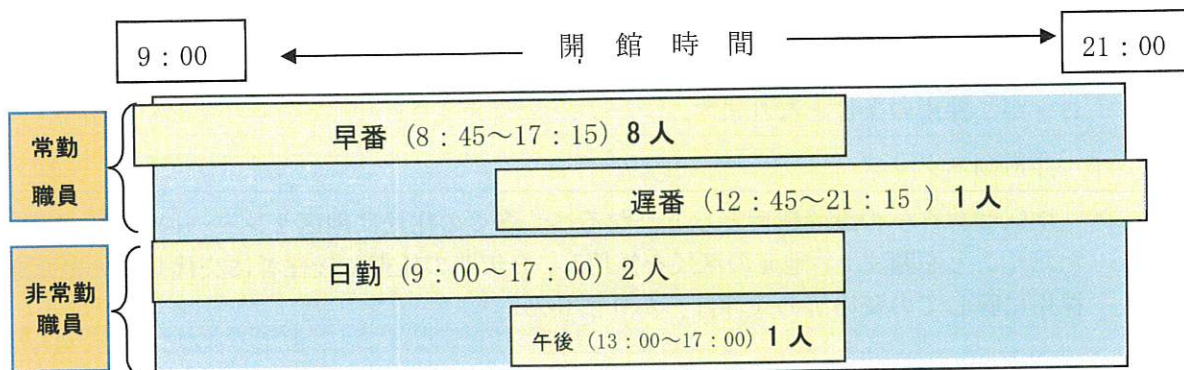 9：00
開館時間
21：00
常勤
職員
早番（8：45～17：15）8人
遅番（12：45～21：15 ）1人
非常勤
職員
日勤（9：00～17：00）2人
午後（13：00～17：00）1人